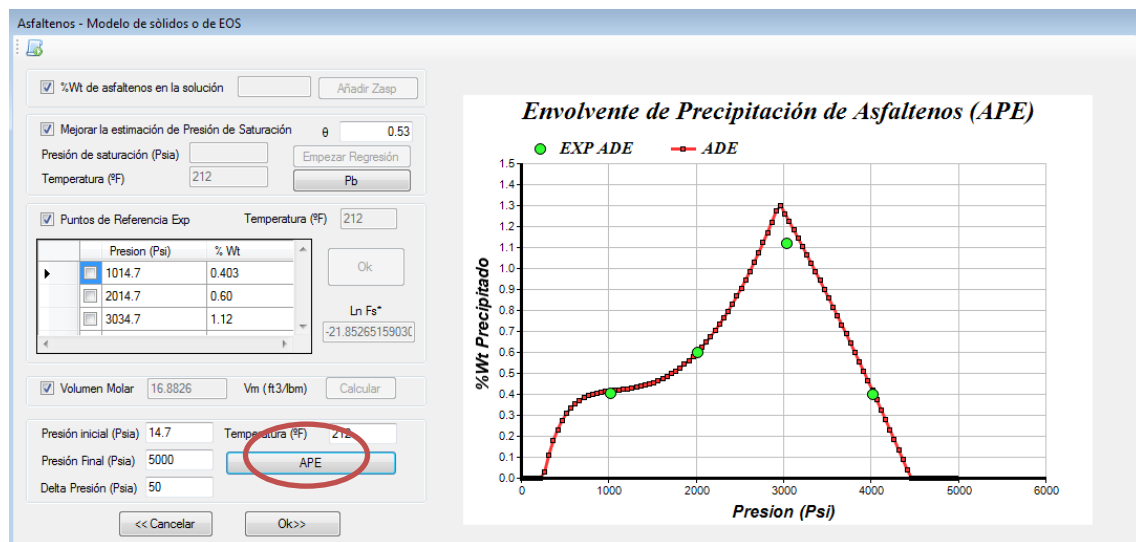 Asfaltenos - Modelo de sòlidos o de EOS
%Wt de asfaltenos en la solución
Añadir Zasp
Mejorar la estimación de Presión de Saturación
θ
0.53
Presión de saturación (Psia)
Empezar Regresión
Temperatura (ºF)
212
Pb
Puntos de Referencia Exp
Temperatura (ºF)
212
Presion (Psi)
% Wt
1014.7
0.403
2014.7
0.60
3034.7
1.12
Ok
Ln Fs*
Volumen Molar
16.8826
Vm (ft3/lbm)
Calcular
Presión inicial (Psia)
14.7
Temperatura (ºF)
212
Presión Final (Psia)
5000
APE
Delta Presión (Psia)
50
<< Cancelar
Ok>>
Envolvente de Precipitación de Asfaltenos (APE)
EXP ADE
ADE
%Wt Precipitado
1.5
1.4
1.3
1.2
1.1
1.0
0.9
0.8
0.7
0.6
0.5
0.4
0.3
0.2
0.1
0.0
0
1000
2000
3000
4000
5000
6000
Presion (Psi)